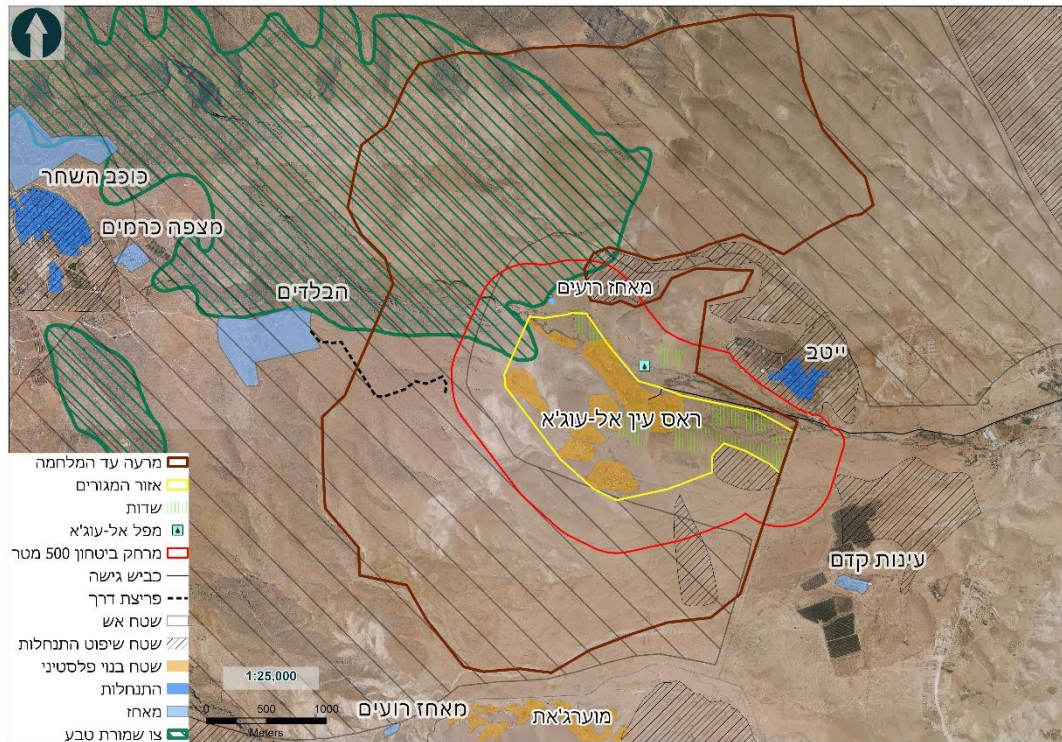 כוכב השחר
מצפה כרמים
הבלדים
מאחז רועים
ייטב
ראס עין אל-עוג'א
עינות קדם
מאחז רועים
מוערג'את
מרעה עד המלחמה
אזור המגורים
שדות
מפל אל-עוג'א
מרחק ביטחון 500 מטר
כביש גישה
פריצת דרך
שטח אש
שטח שיפוט התנחלות
שטח בנוי פלסטיני
התנחלות
מאחז
צו שמורת טבע
1:25,000
0 500 1000
Meters